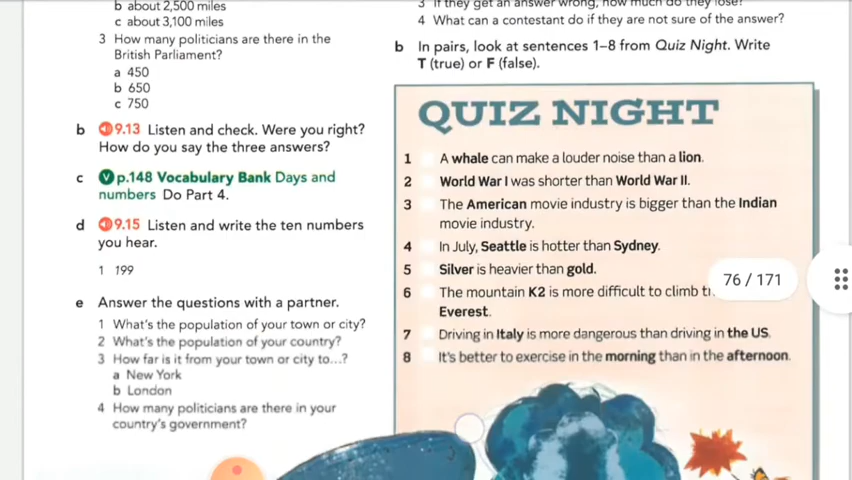 b about 2,500 miles
c about 3,100 miles
3 How many politicians are there in the
British Parliament?
a 450
b 650
c 750
b 9.13 Listen and check. Were you right?
How do you say the three answers?
c V p.148 Vocabulary Bank Days and
numbers Do Part 4.
d 9.15 Listen and write the ten numbers
you hear.
1 199
e Answer the questions with a partner.
1 What's the population of your town or city?
2 What's the population of your country?
3 How far is it from your town or city to...?
a New York
b London
4 How many politicians are there in your
country's government?
3 If they get an answer wrong, how much do they lose?
4 What can a contestant do if they are not sure of the answer?
b In pairs, look at sentences 1–8 from Quiz Night. Write
T (true) or F (false).
QUIZ NIGHT
1 A whale can make a louder noise than a lion.
2 World War I was shorter than World War II.
3 The American movie industry is bigger than the Indian
movie industry.
4 In July, Seattle is hotter than Sydney.
5 Silver is heavier than gold.
6 The mountain K2 is more difficult to climb
Everest.
7 Driving in Italy is more dangerous than driving in the US.
8 It's better to exercise in the morning than in the afternoon.
76 / 171